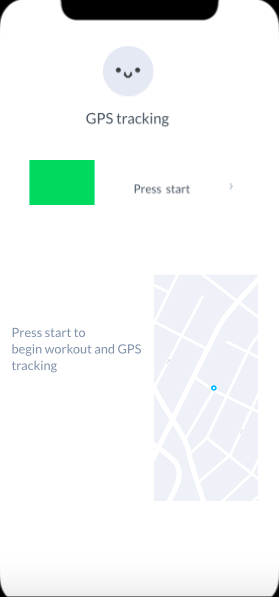 GPS tracking
Press start
Press start to
begin workout and GPS
tracking